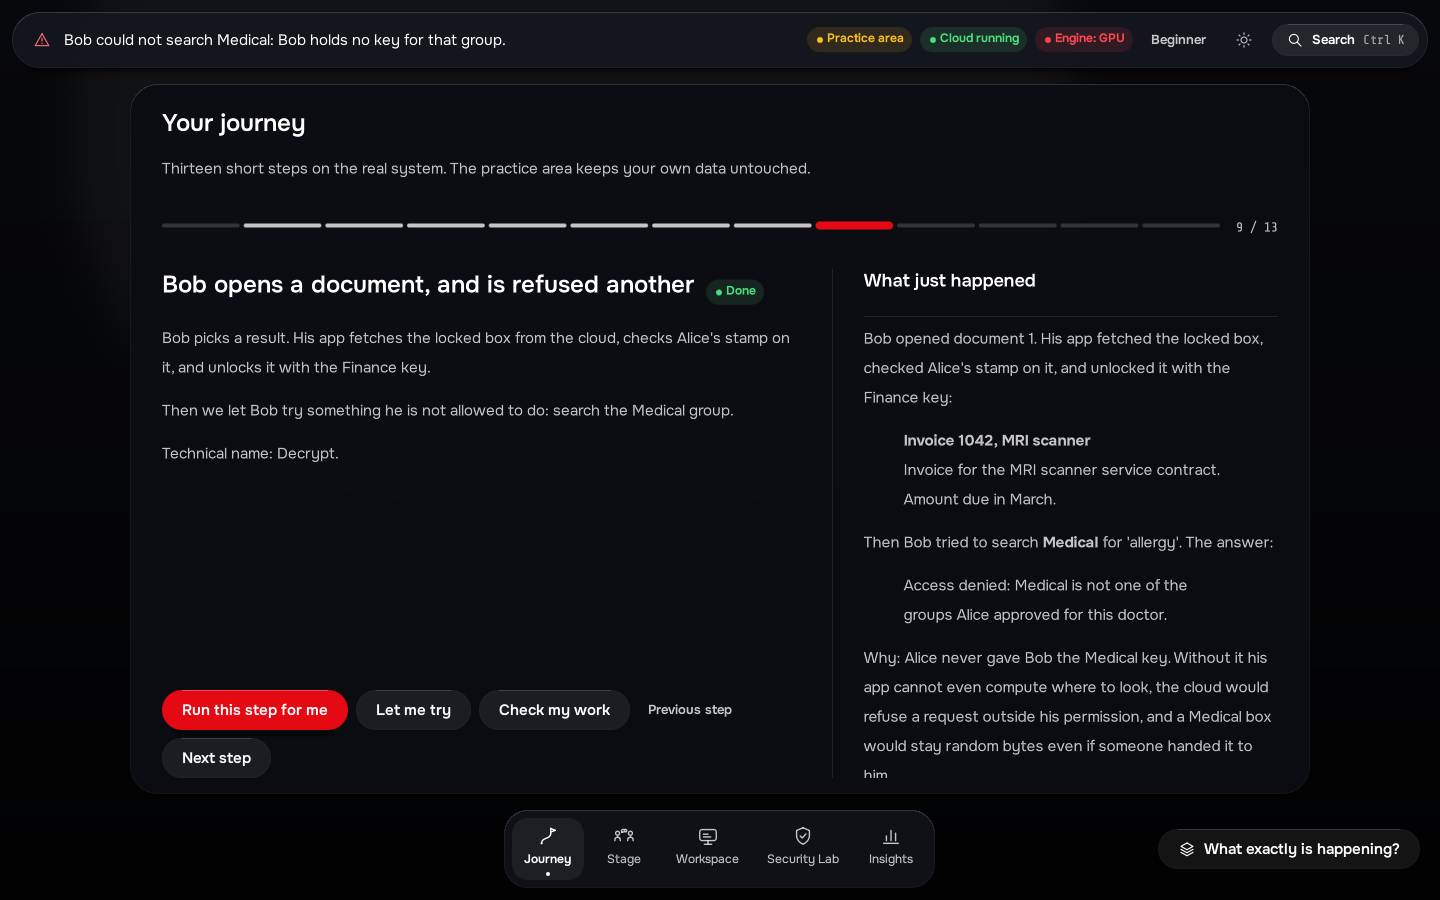 Bob could not search Medical: Bob holds no key for that group.
Practice area
Cloud running
Engine: GPU
Beginner
Search Ctrl K
Your journey
Thirteen short steps on the real system. The practice area keeps your own data untouched.
9 / 13
Bob opens a document, and is refused another
Done
Bob picks a result. His app fetches the locked box from the cloud, checks Alice's stamp on
it, and unlocks it with the Finance key.
Then we let Bob try something he is not allowed to do: search the Medical group.
Technical name: Decrypt.
Run this step for me
Let me try
Check my work
Previous step
Next step
What just happened
Bob opened document 1. His app fetched the locked box,
checked Alice's stamp on it, and unlocked it with the
Finance key:
Invoice 1042, MRI scanner
Invoice for the MRI scanner service contract.
Amount due in March.
Then Bob tried to search Medical for 'allergy'. The answer:
Access denied: Medical is not one of the
groups Alice approved for this doctor.
Why: Alice never gave Bob the Medical key. Without it his
app cannot even compute where to look, the cloud would
refuse a request outside his permission, and a Medical box
would stay random bytes even if someone handed it to
him
Journey
Stage
Workspace
Security Lab
Insights
What exactly is happening?